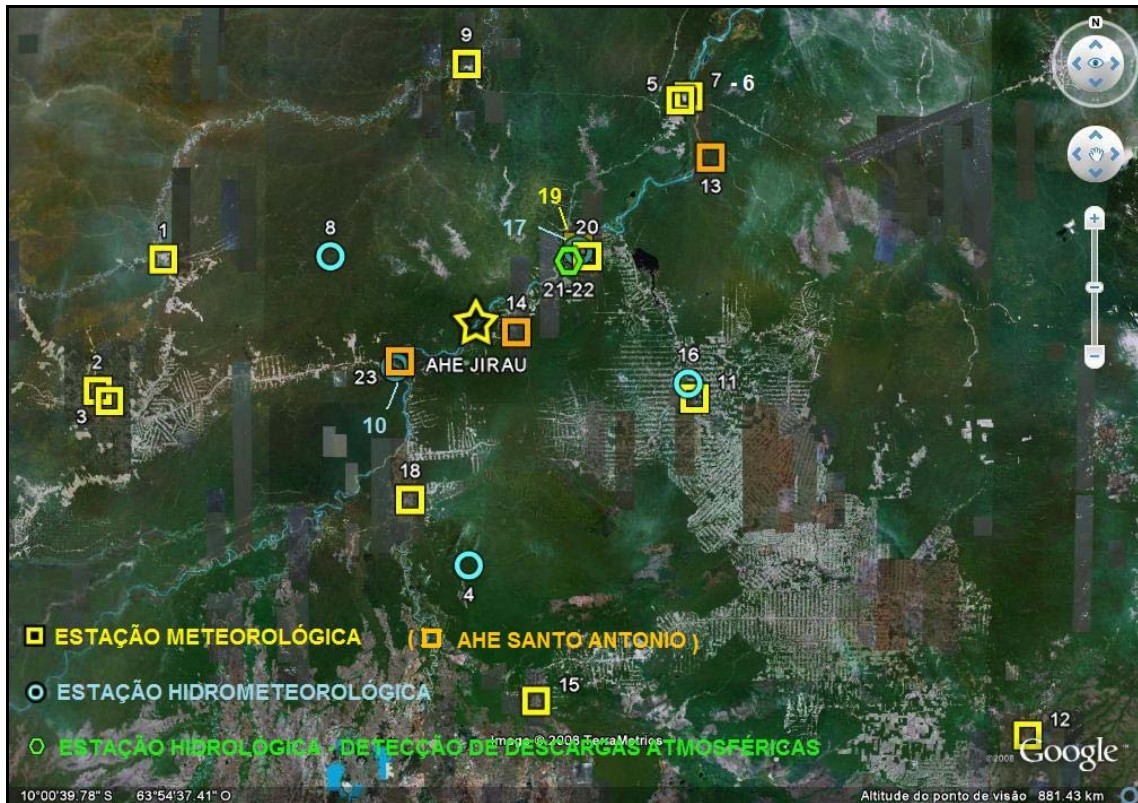 N
9
5
7 - 6
13
19
17
20
8
1
21-22
14
AHE JIRAU
2
3
23
10
16
11
18
4
ESTAÇÃO METEOROLÓGICA
( AHE SANTO ANTONIO )
15
ESTAÇÃO HIDROMETEOROLÓGICA
12
Image © 2008 TerraMetrics
ESTAÇÃO HIDROLÓGICA - DETECÇÃO DE DESCARGAS ATMOSFÉRICAS
©2008 Google™
10°00'39.78" S 63°54'37.41" O
Altitude do ponto de visão 881.43 km